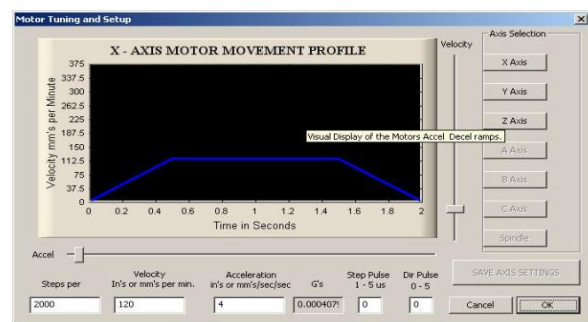 Motor Tuning and Setup
X - AXIS MOTOR MOVEMENT PROFILE
Velocity mm's per Minute
375
337.5
300
262.5
225
187.5
150
112.5
75
37.5
0
0 0.2 0.4 0.6 0.8 1 1.2 1.4 1.6 1.8 2
Time in Seconds
Visual Display of the Motors Accel Decel ramps.
Velocity
Axis Selection
X Axis
Y Axis
Z Axis
A Axis
B Axis
C Axis
Spindle
Accel
Steps per
2000
Velocity
In's or mm's per min.
120
Acceleration
in's or mm's/sec/sec
4
G's
0.000407
Step Pulse
1 - 5 us
0
Dir Pulse
0 - 5
0
SAVE AXIS SETTINGS
Cancel
OK